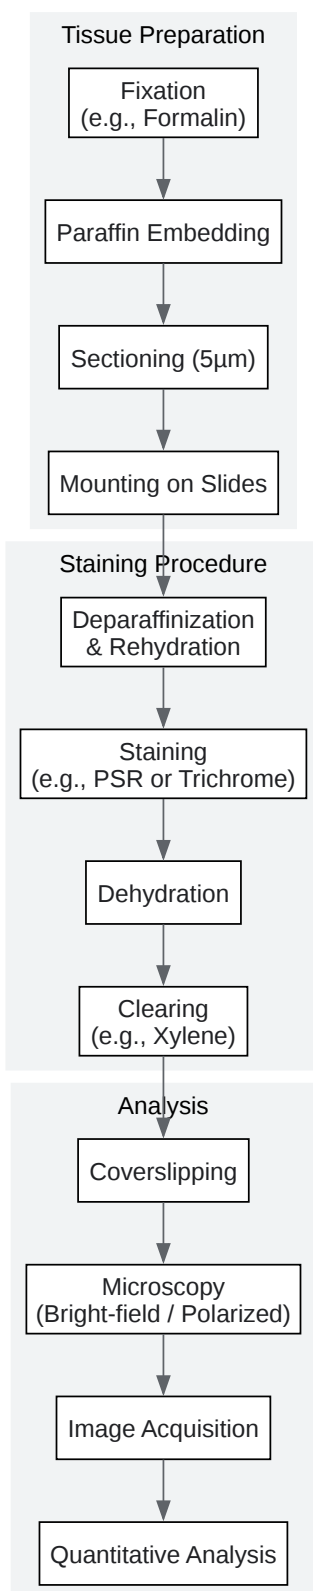 Tissue Preparation
Fixation
(e.g., Formalin)
Paraffin Embedding
Sectioning (5µm)
Mounting on Slides
Staining Procedure
Deparaffinization
& Rehydration
Staining
(e.g., PSR or Trichrome)
Dehydration
Clearing
(e.g., Xylene)
Analysis
Coverslipping
Microscopy
(Bright-field / Polarized)
Image Acquisition
Quantitative Analysis